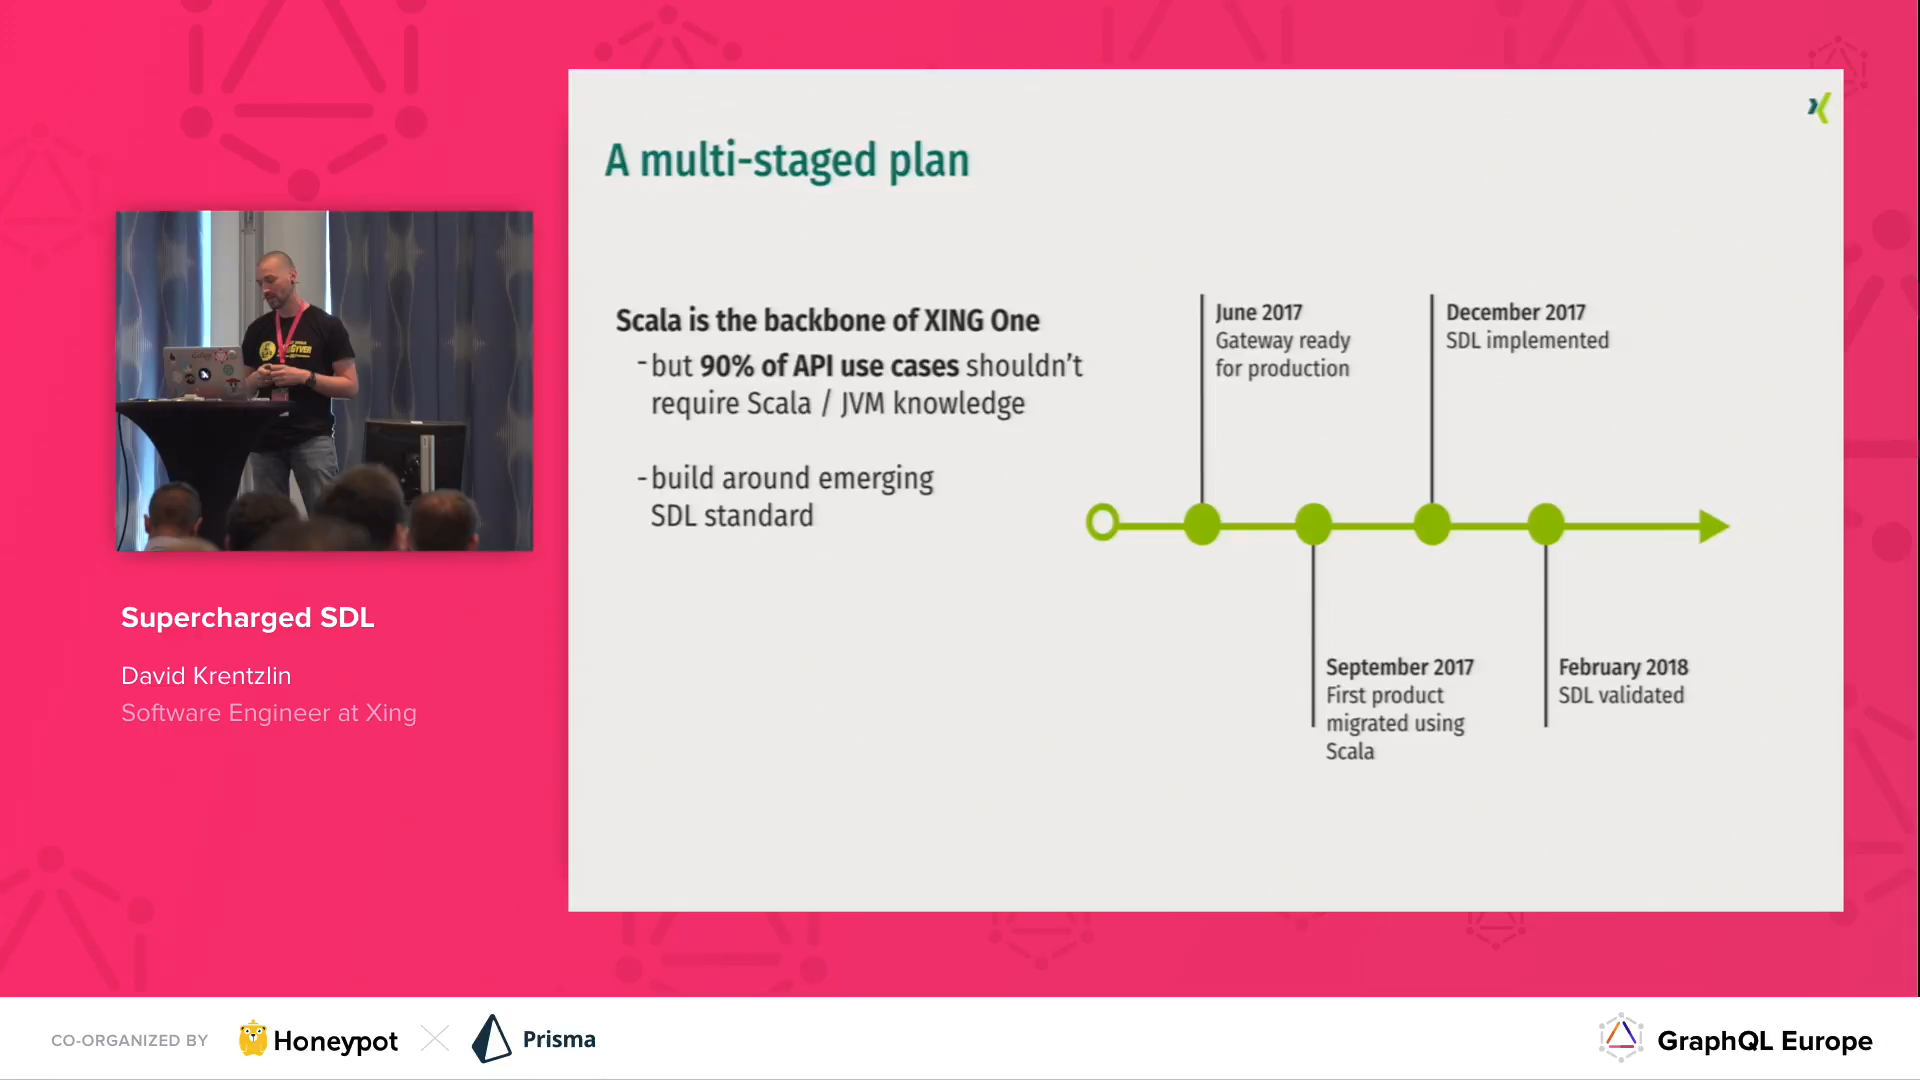 A multi-staged plan
Scala is the backbone of XING One
- but 90% of API use cases shouldn't
require Scala / JVM knowledge
- build around emerging
SDL standard
June 2017
Gateway ready
for production
December 2017
SDL implemented
September 2017
First product
migrated using
Scala
February 2018
SDL validated
Supercharged SDL
David Krentzlin
Software Engineer at Xing
CO-ORGANIZED BY
Honeypot
Prisma
GraphQL Europe